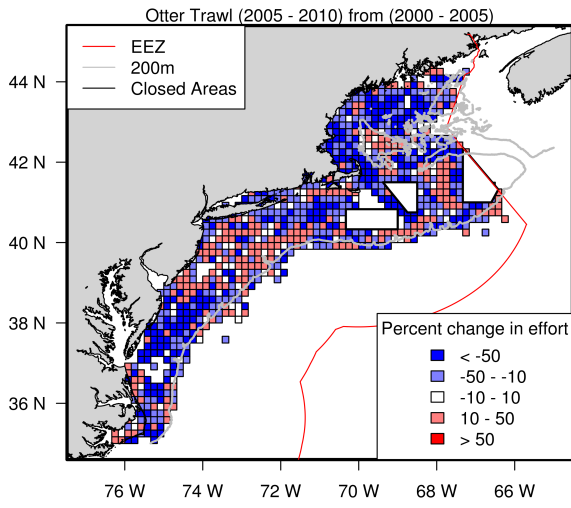 Otter Trawl (2005 - 2010) from (2000 - 2005)
EEZ
200m
Closed Areas
44 N
42 N
40 N
38 N
36 N
Percent change in effort
< -50
-50 - -10
-10 - 10
10 - 50
> 50
76 W 74 W 72 W 70 W 68 W 66 W